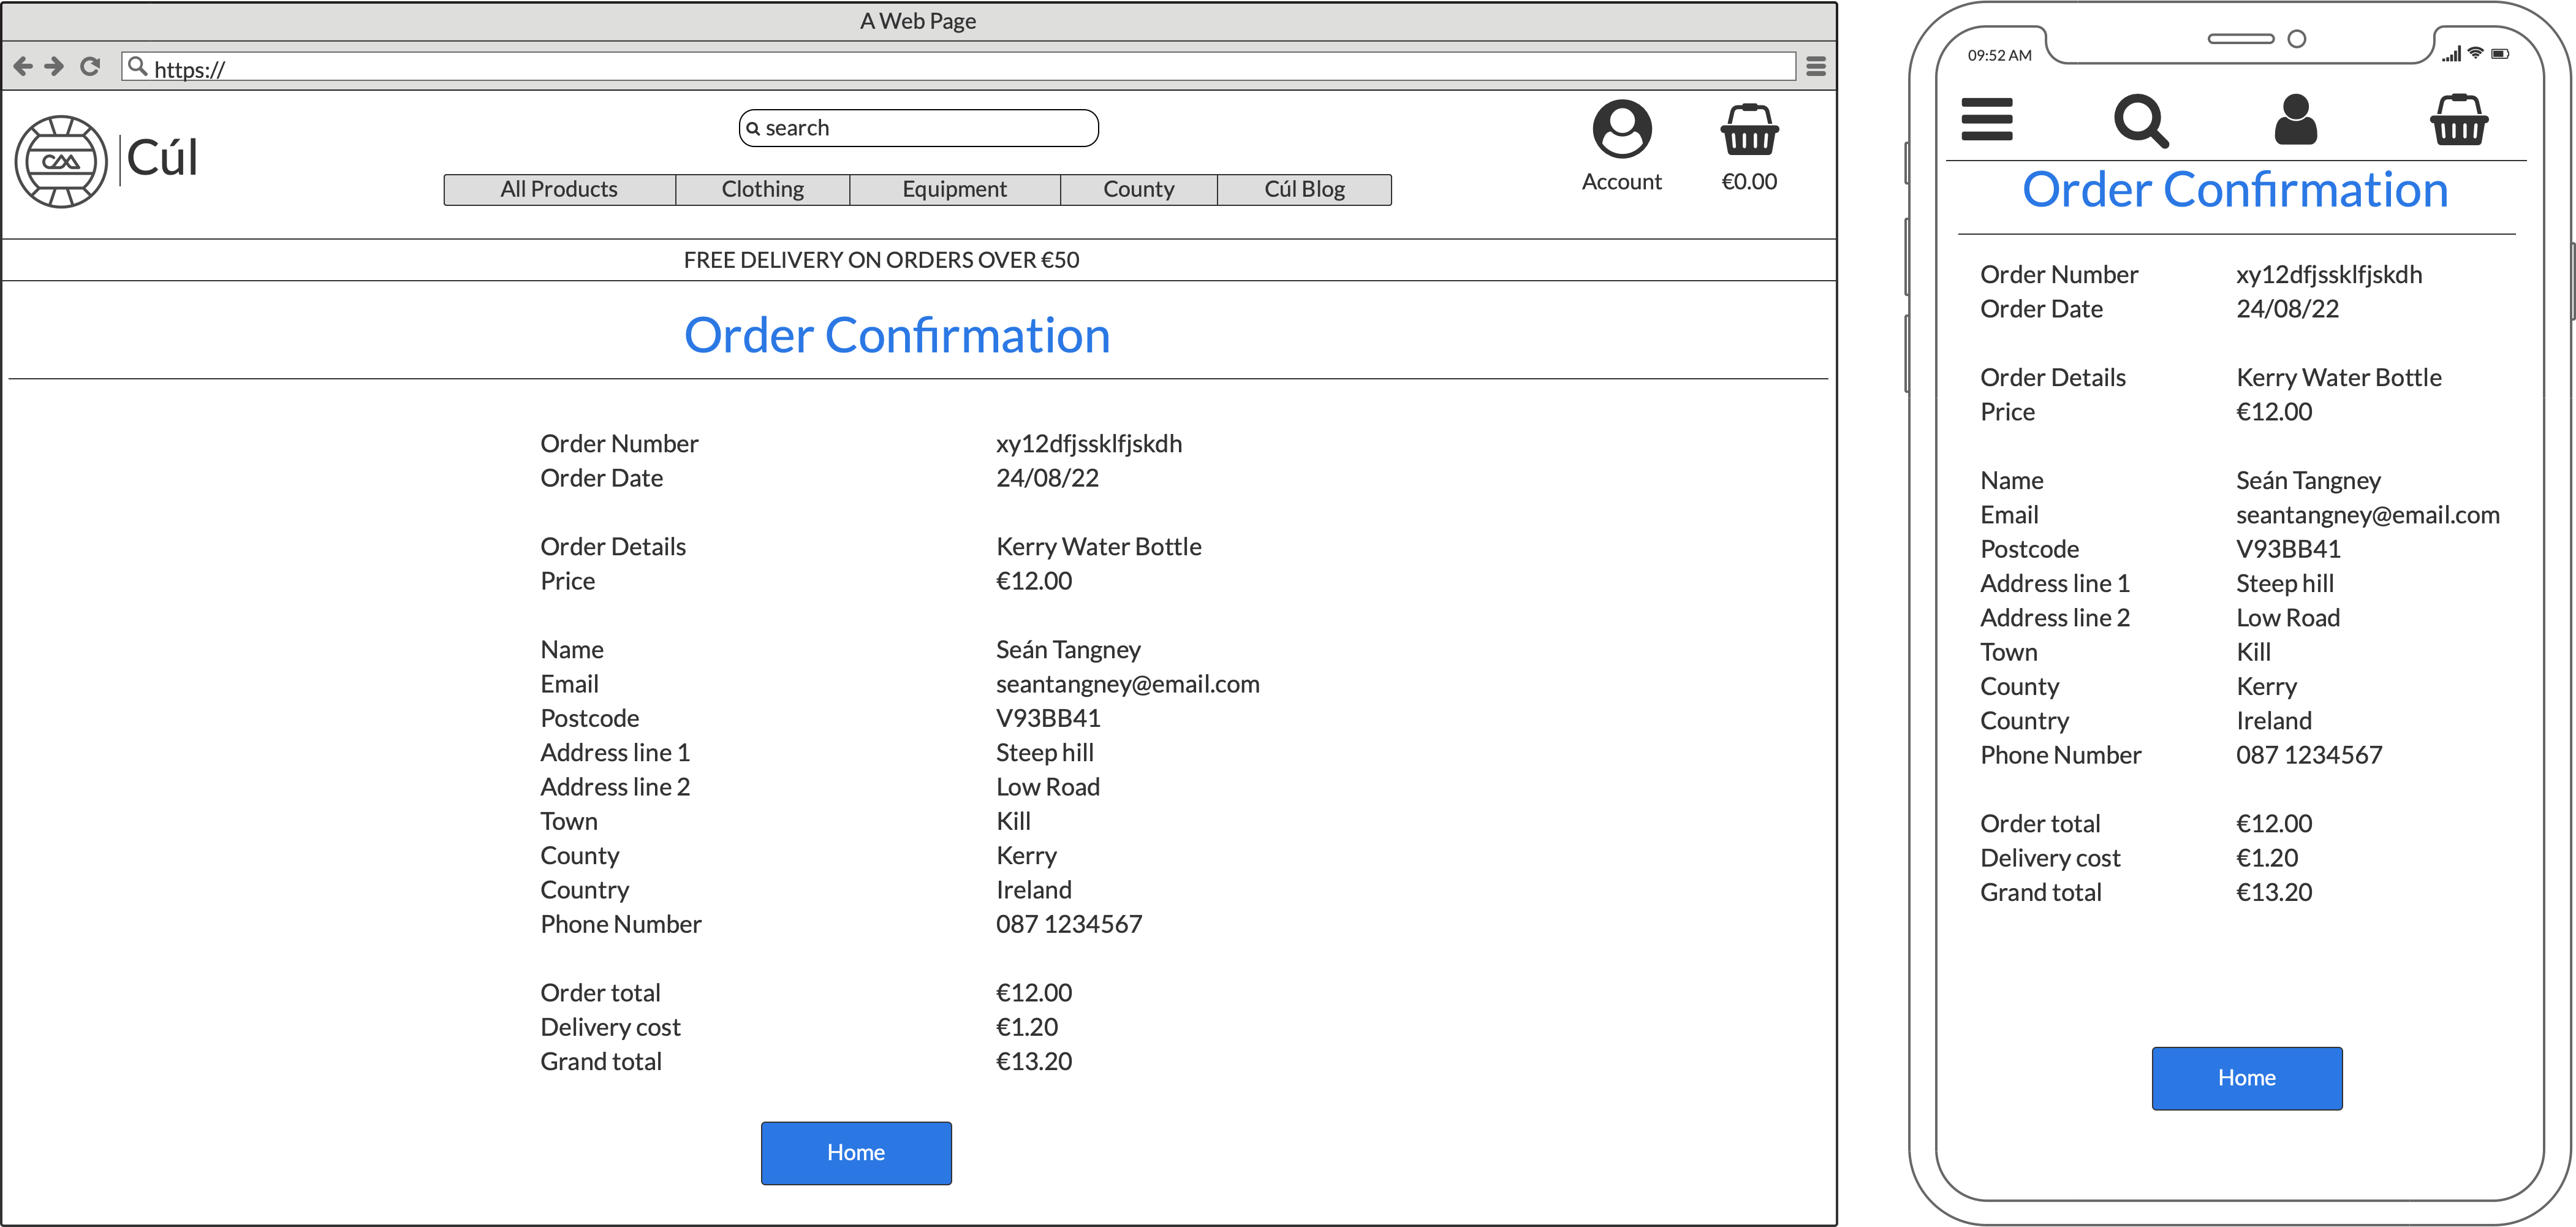 A Web Page
https://
Cúl
search
Account
€0.00
All Products Clothing Equipment County Cúl Blog
FREE DELIVERY ON ORDERS OVER €50
Order Confirmation
Order Number xy12dfjssklfjskdh
Order Date 24/08/22
Order Details Kerry Water Bottle
Price €12.00
Name Seán Tangney
Email seantangney@email.com
Postcode V93BB41
Address line 1 Steep hill
Address line 2 Low Road
Town Kill
County Kerry
Country Ireland
Phone Number 087 1234567
Order total €12.00
Delivery cost €1.20
Grand total €13.20
Home
09:52 AM
Order Confirmation
Order Number xy12dfjssklfjskdh
Order Date 24/08/22
Order Details Kerry Water Bottle
Price €12.00
Name Seán Tangney
Email seantangney@email.com
Postcode V93BB41
Address line 1 Steep hill
Address line 2 Low Road
Town Kill
County Kerry
Country Ireland
Phone Number 087 1234567
Order total €12.00
Delivery cost €1.20
Grand total €13.20
Home